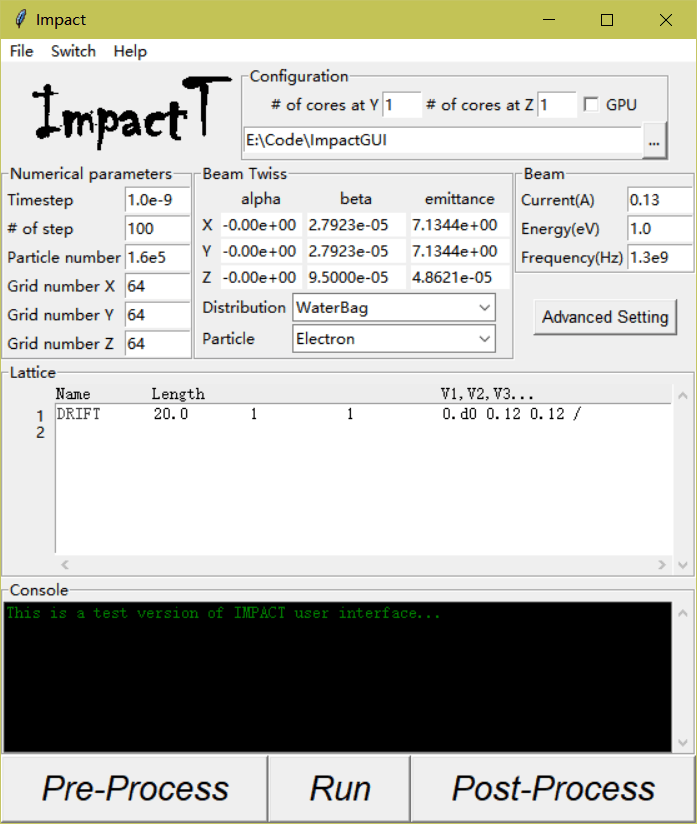 Impact
File Switch Help
ImpactT
Configuration
# of cores at Y 1 # of cores at Z 1 GPU
E:\Code\ImpactGUI ...
Numerical parameters
Timestep 1.0e-9
# of step 100
Particle number 1.6e5
Grid number X 64
Grid number Y 64
Grid number Z 64
Beam Twiss
alpha beta emittance
X -0.00e+00 2.7923e-05 7.1344e+00
Y -0.00e+00 2.7923e-05 7.1344e+00
Z -0.00e+00 9.5000e-05 4.8621e-05
Distribution WaterBag
Particle Electron
Beam
Current(A) 0.13
Energy(eV) 1.0
Frequency(Hz) 1.3e9
Advanced Setting
Lattice
Name Length V1,V2,V3...
1 DRIFT 20.0 1 1 0.d0 0.12 0.12 /
2
Console
This is a test version of IMPACT user interface...
Pre-Process Run Post-Process